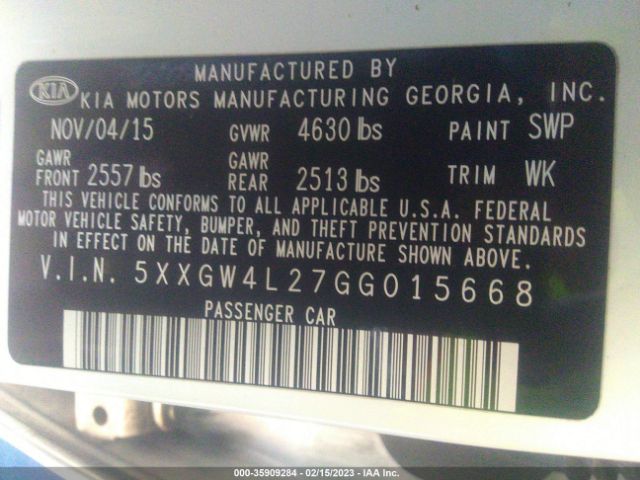 MANUFACTURED BY
KIA KIA MOTORS MANUFACTURING GEORGIA, INC.
NOV/04/15 GVWR 4630 lbs PAINT SWP
GAWR FRONT 2557 lbs GAWR REAR 2513 lbs TRIM WK
THIS VEHICLE CONFORMS TO ALL APPLICABLE U.S.A. FEDERAL
MOTOR VEHICLE SAFETY, BUMPER, AND THEFT PREVENTION STANDARDS
IN EFFECT ON THE DATE OF MANUFACTURE SHOWN ABOVE.
V.I.N. 5XXGW4L27GG015668
PASSENGER CAR
000-35909284 - 02/15/2023 - IAA Inc.